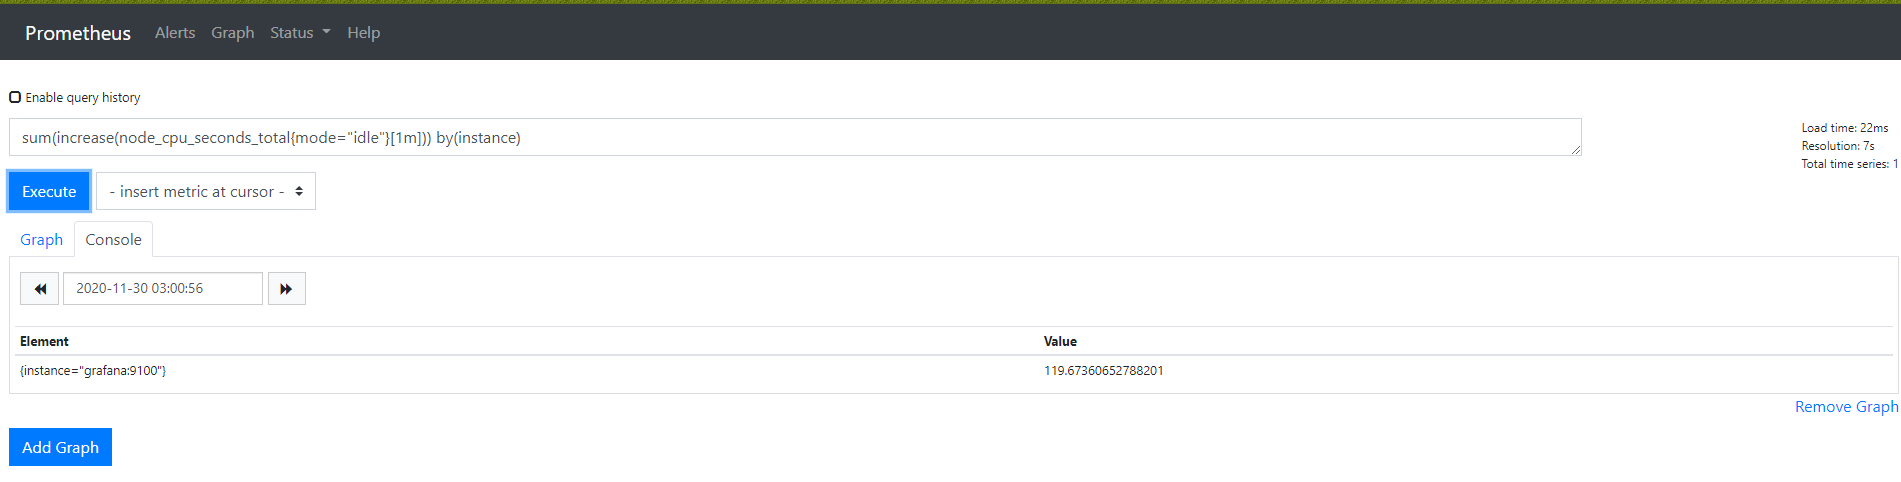 Prometheus Alerts Graph Status Help
Enable query history
sum(increase(node_cpu_seconds_total{mode="idle"}[1m])) by(instance)
Load time: 22ms
Resolution: 7s
Total time series: 1
Execute - insert metric at cursor -
Graph Console
2020-11-30 03:00:56
Element Value
{instance="grafana:9100"} 119.67360652788201
Remove Graph
Add Graph